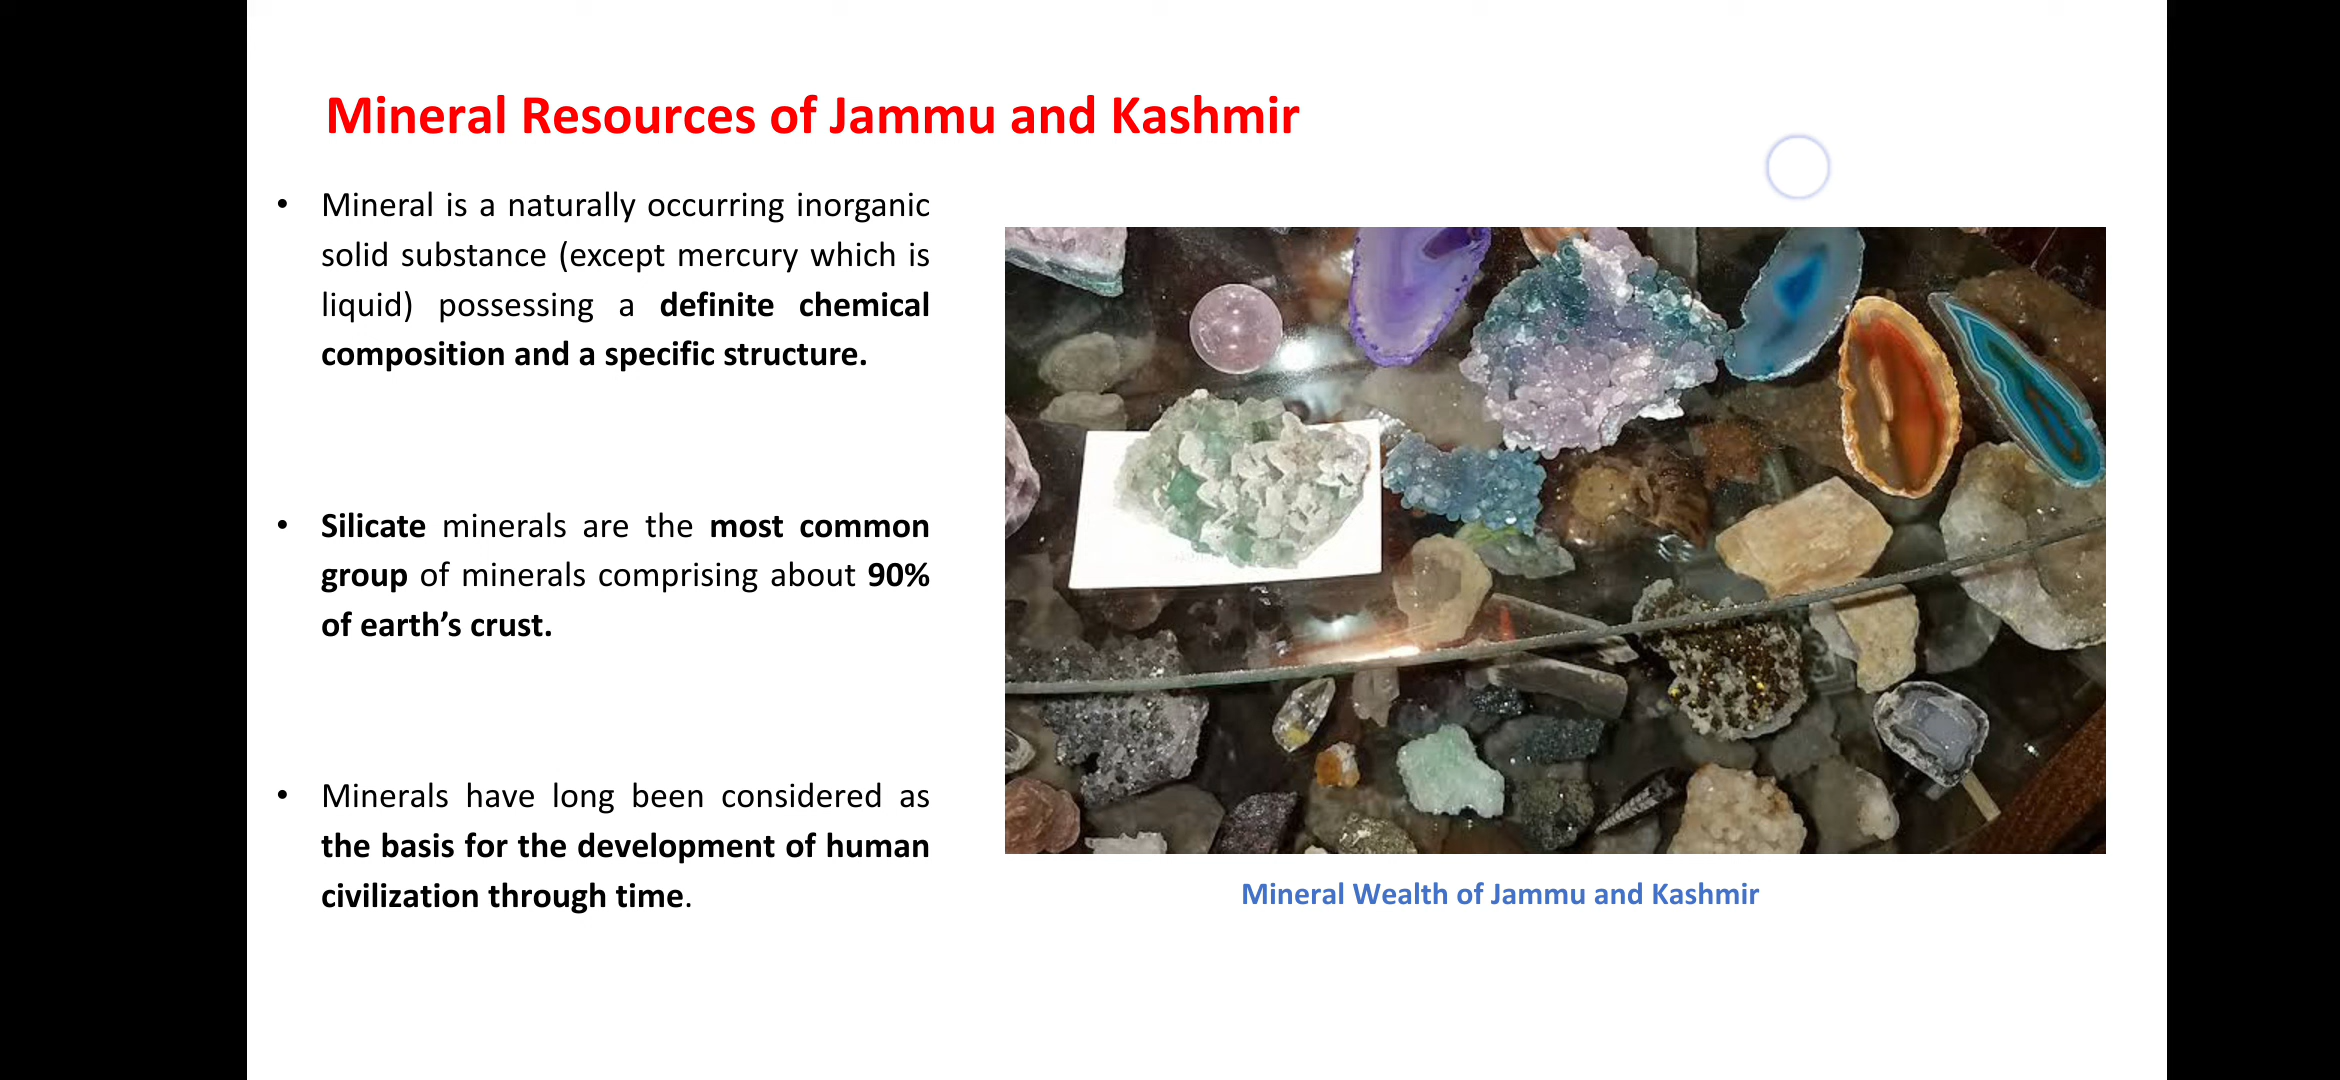 Mineral Resources of Jammu and Kashmir
• Mineral is a naturally occurring inorganic
solid substance (except mercury which is
liquid) possessing a definite chemical
composition and a specific structure.
• Silicate minerals are the most common
group of minerals comprising about 90%
of earth’s crust.
• Minerals have long been considered as
the basis for the development of human
civilization through time.
Mineral Wealth of Jammu and Kashmir